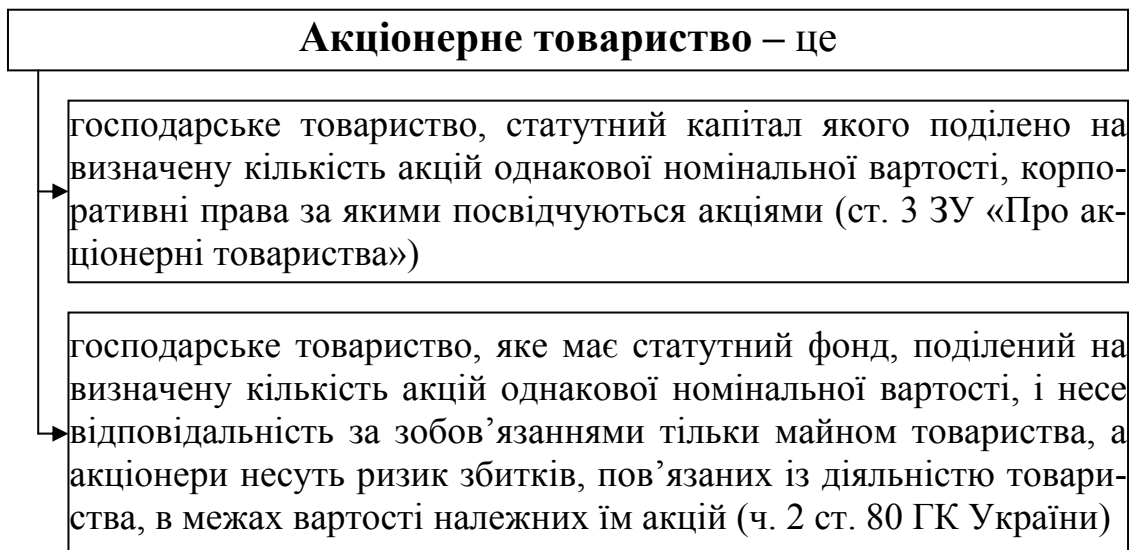 Акціонерне товариство – це
господарське товариство, статутний капітал якого поділено на
визначену кількість акцій однакової номінальної вартості, корпо-
ративні права за якими посвідчуються акціями (ст. 3 ЗУ «Про ак-
ціонерні товариства»)
господарське товариство, яке має статутний фонд, поділений на
визначену кількість акцій однакової номінальної вартості, і несе
відповідальність за зобов’язаннями тільки майном товариства, а
акціонери несуть ризик збитків, пов’язаних із діяльністю товари-
ства, в межах вартості належних їм акцій (ч. 2 ст. 80 ГК України)